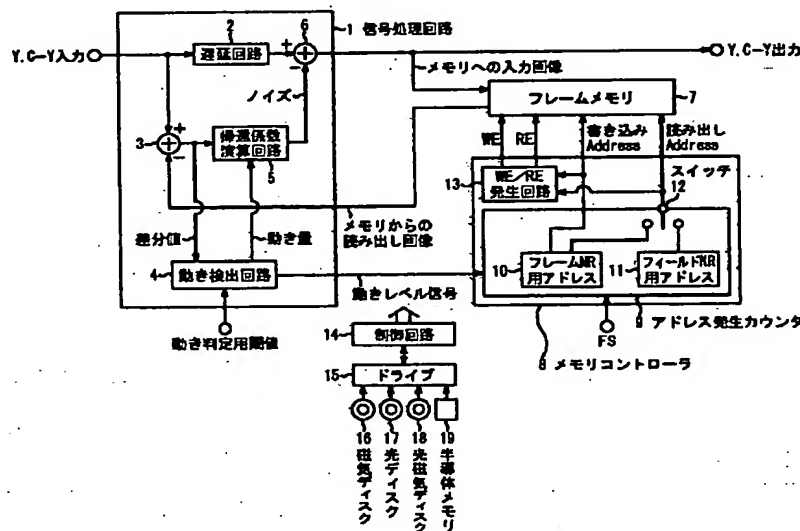 1 信号処理回路
Y.C-Y入力
2
遅延回路
+
-
6
Y.C-Y出力
メモリへの入力画像
ノイズ
フレームメモリ
7
3
+
-
帰還係数
演算回路
5
WE
RE
書き込み
Address
読み出し
Address
スイッチ
12
13
WE/RE
発生回路
メモリからの
読み出し画像
差分値
動き量
4
動き検出回路
10
フレームNR
用アドレス
11
フィールドNR
用アドレス
動きレベル信号
動き判定用閾値
9 アドレス発生カウンタ
FS
8 メモリコントローラ
14
制御回路
15
ドライブ
16 磁気ディスク
17 光ディスク
18 光磁気ディスク
19 半導体メモリ